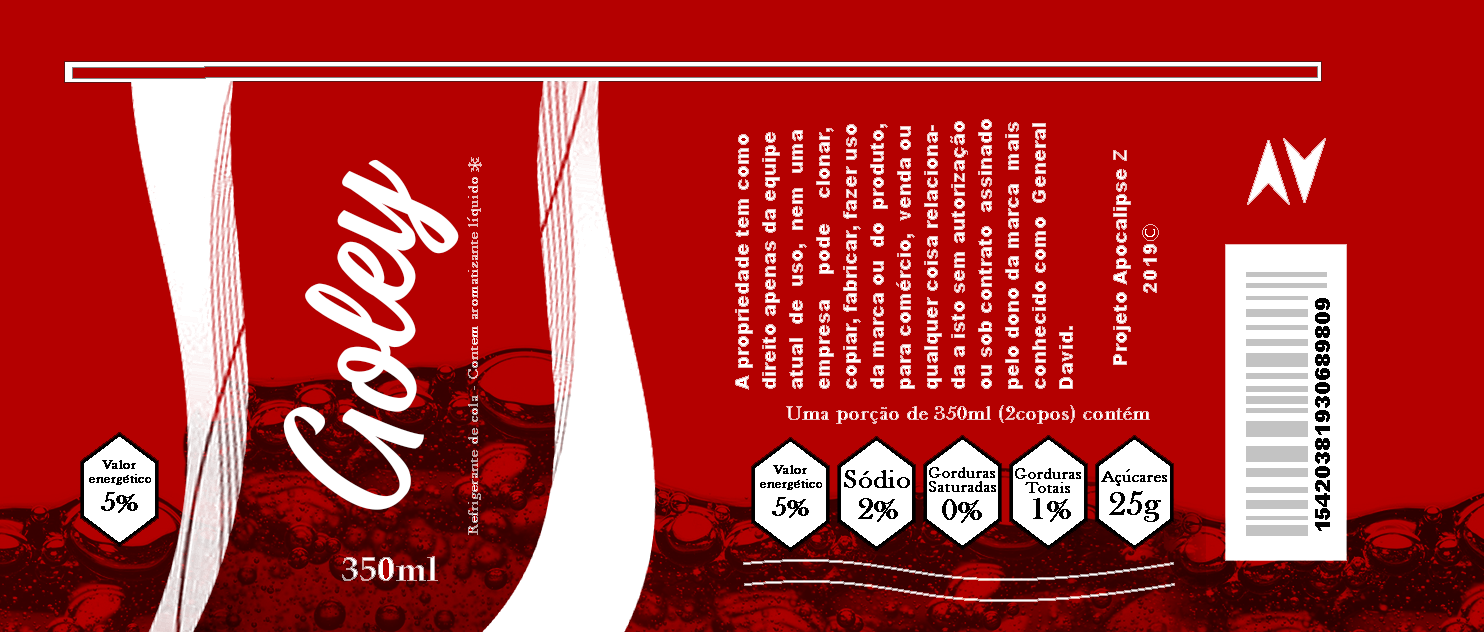 Valor
energético
5%
Goley
Refrigerante de cola - Contem aromatizante líquido
350ml
A propriedade tem como
direito apenas da equipe
atual de uso, nem uma
empresa pode clonar,
copiar, fabricar, fazer uso
da marca ou do produto,
para comércio, venda ou
qualquer coisa relaciona-
da a isto sem autorização
ou sob contrato assinado
pelo dono da marca mais
conhecido como General
David.
Projeto Apocalipse Z
2019©
Uma porção de 350ml (2copos) contém
Valor
energético
5%
Sódio
2%
Gorduras
Saturadas
0%
Gorduras
Totais
1%
Açúcares
25g
154203819306898​09